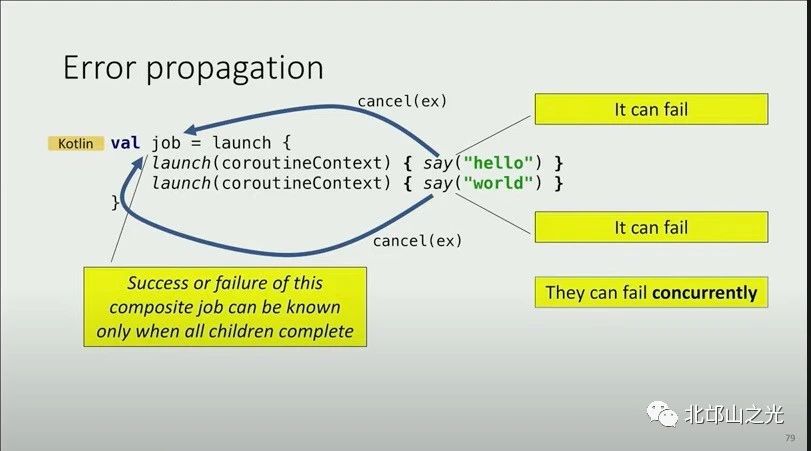 Error propagation
cancel(ex)
It can fail
Kotlin
val job = launch {
launch(coroutineContext) { say("hello") }
launch(coroutineContext) { say("world") }
}
It can fail
cancel(ex)
Success or failure of this
composite job can be known
only when all children complete
They can fail concurrently
北邙山之光
79